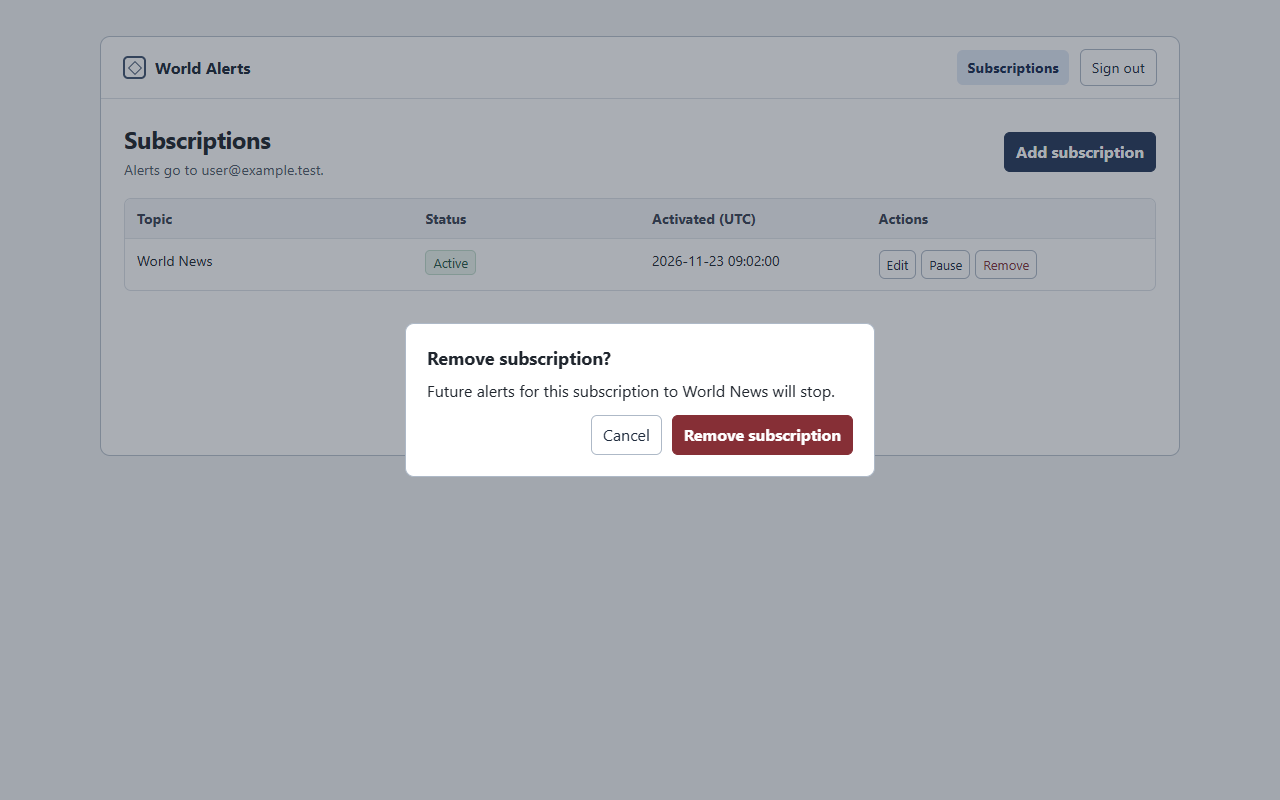 World Alerts
Subscriptions
Sign out
Subscriptions
Alerts go to user@example.test.
Add subscription
Topic Status Activated (UTC) Actions
World News Active 2026-11-23 09:02:00 Edit Pause Remove
Remove subscription?
Future alerts for this subscription to World News will stop.
Cancel Remove subscription